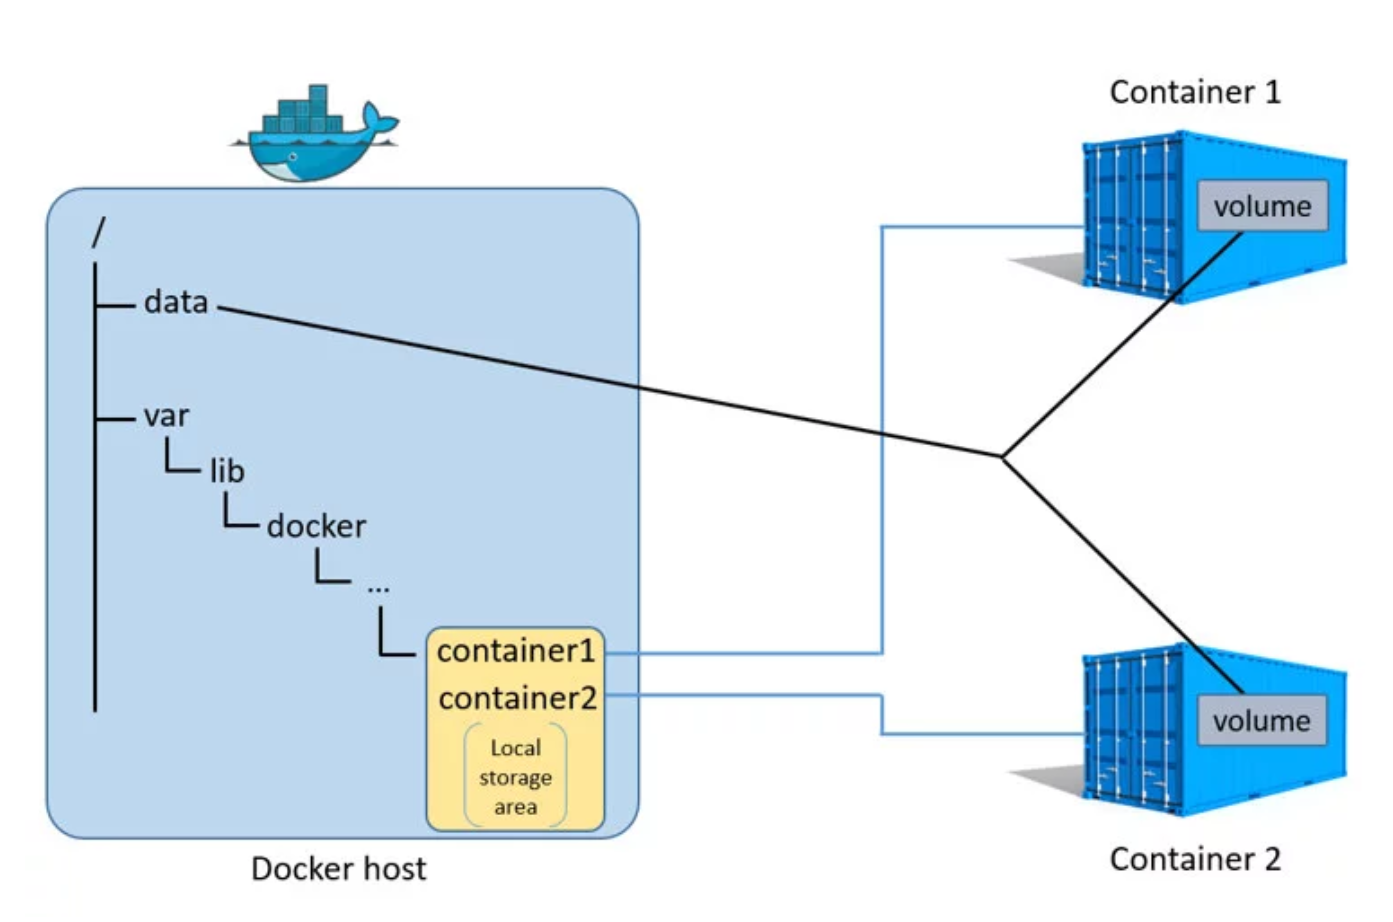 Container 1
volume
/
data
var
lib
docker
...
container1
container2
Local
storage
area
volume
Docker host
Container 2